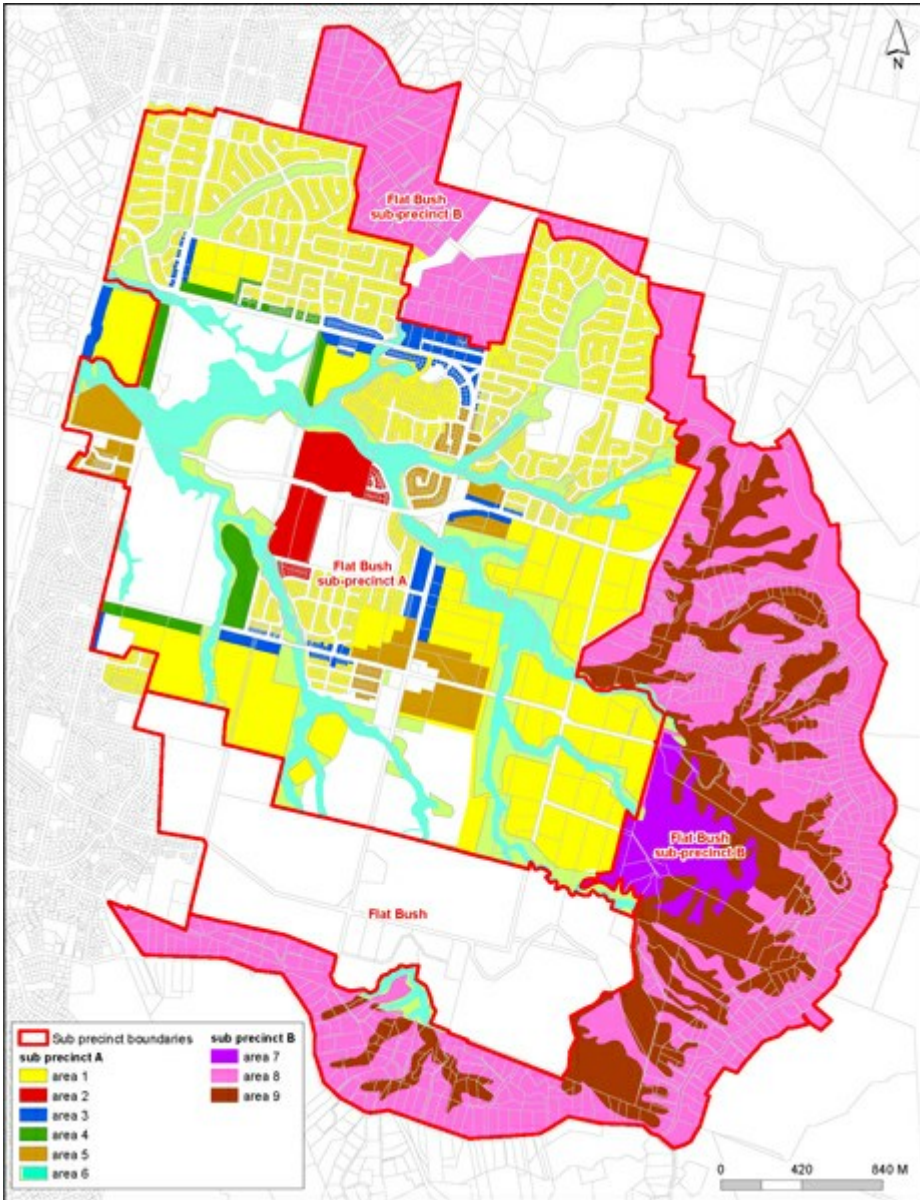 N
Flat Bush
sub-precinct B
Flat Bush
sub-precinct A
Flat Bush
sub-precinct B
Flat Bush
Sub precinct boundaries
sub precinct A
area 1
area 2
area 3
area 4
area 5
area 6
sub precinct B
area 7
area 8
area 9
0 420 840 M